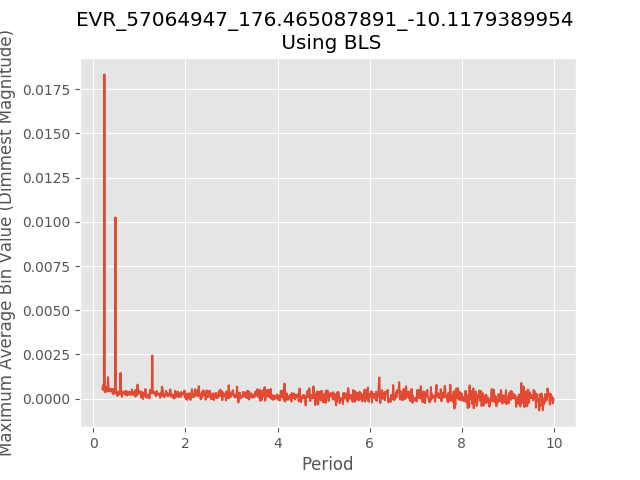 EVR_57064947_176.465087891_-10.1179389954
Using BLS
Maximum Average Bin Value (Dimmest Magnitude)
0.0175
0.0150
0.0125
0.0100
0.0075
0.0050
0.0025
0.0000
0 2 4 6 8 10
Period